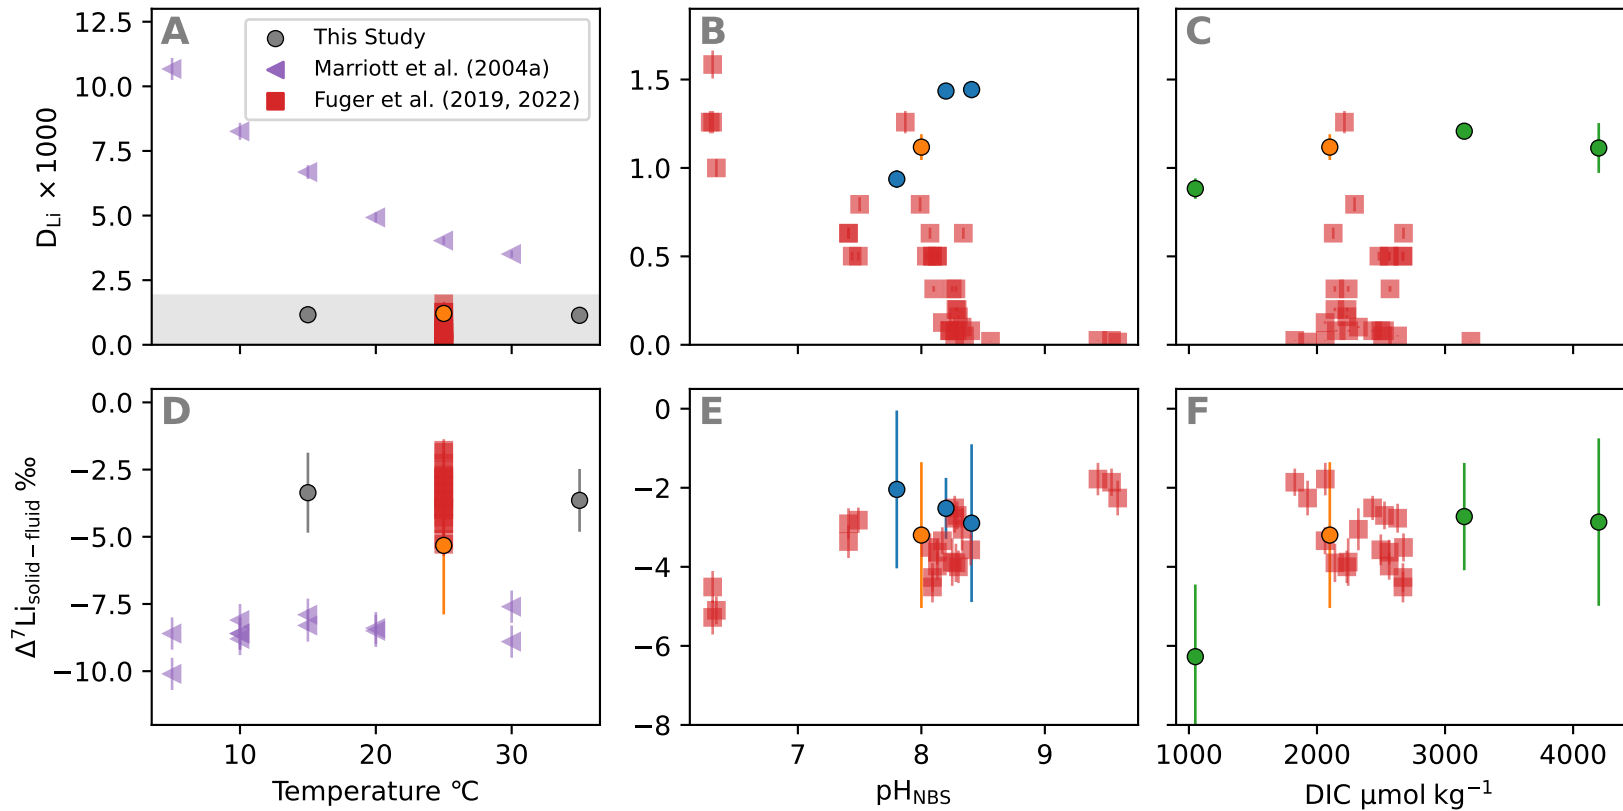 A
This Study
Marriott et al. (2004a)
Fuger et al. (2019, 2022)
12.5
10.0
7.5
5.0
2.5
0.0
D_Li × 1000
B
1.5
1.0
0.5
0.0
7
8
9
C
D
0.0
−2.5
−5.0
−7.5
−10.0
Δ⁷Li_solid−fluid ‰
10
20
30
Temperature °C
E
0
−2
−4
−6
−8
7
8
9
pH_NBS
F
1000
2000
3000
4000
DIC μmol kg⁻¹